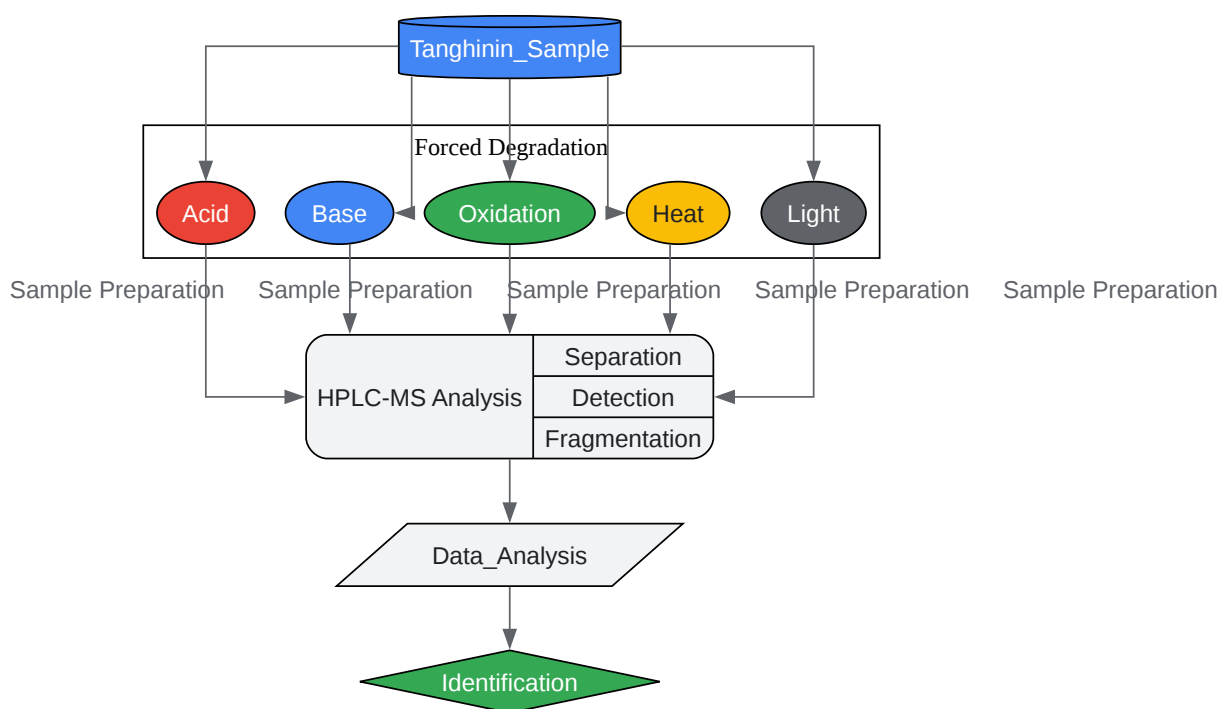 Tanghinin_Sample
Forced Degradation
Acid
Base
Oxidation
Heat
Light
Sample Preparation
Sample Preparation
Sample Preparation
Sample Preparation
Sample Preparation
HPLC-MS Analysis
Separation
Detection
Fragmentation
Data_Analysis
Identification